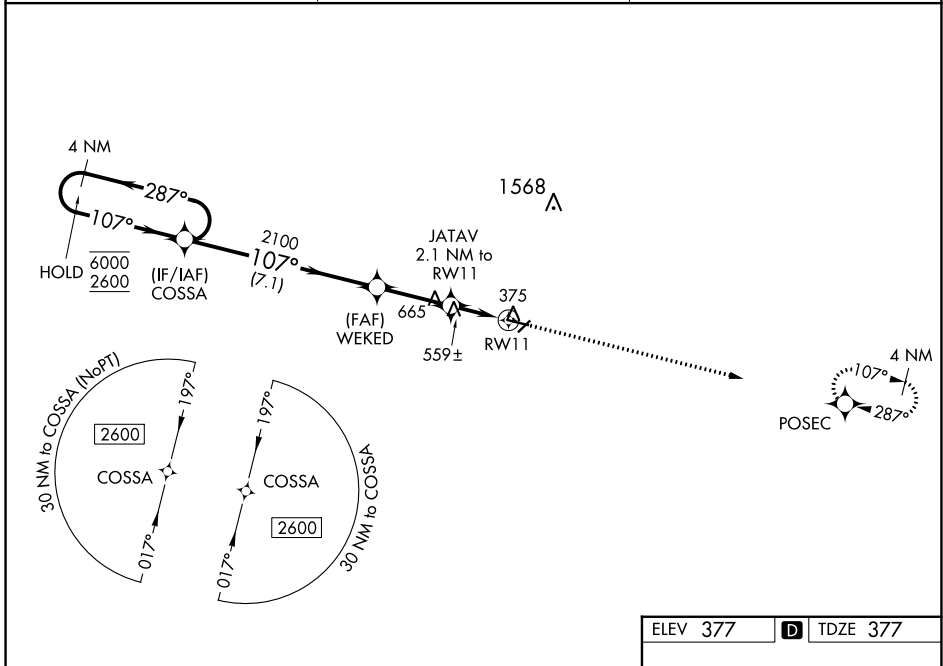 4 NM
287°
107°
HOLD
6000
2600
(IF/IAF)
COSSA
2100
107°
(7.1)
(FAF)
WEKED
1568
JATAV
2.1 NM to
RW11
665
559±
375
RW11
4 NM
107°
287°
POSEC
30 NM to COSSA (NoPT)
197°
2600
COSSA
017°
197°
COSSA
2600
017°
30 NM to COSSA
ELEV 377 D TDZE 377